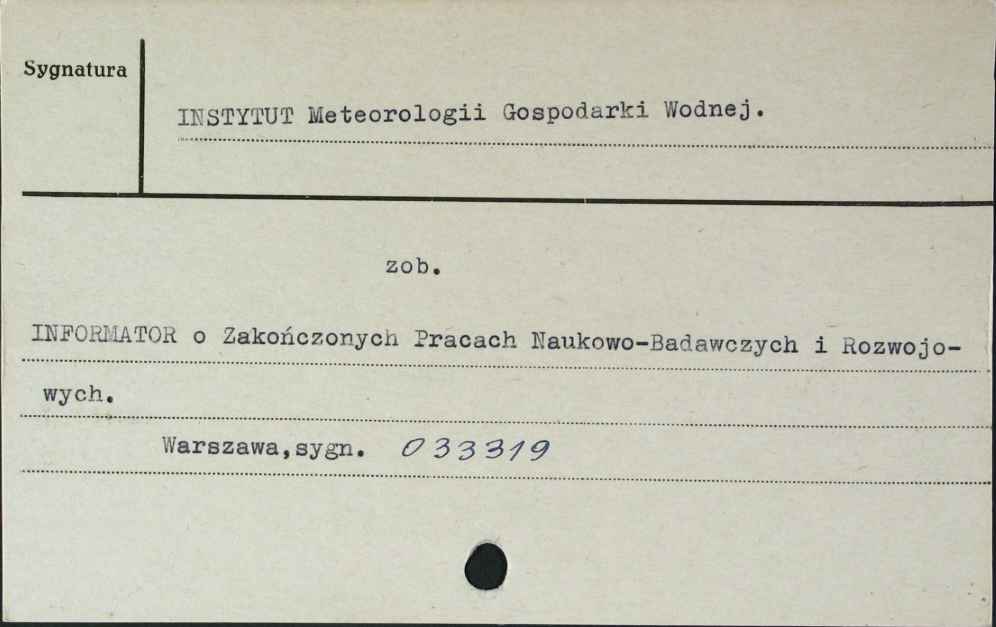 Sygnatura
INSTYTUT Meteorologii Gospodarki Wodnej.
zob.
INFORMATOR o Zakończonych Pracach Naukowo-Badawczych i Rozwojo-
wych.
Warszawa,sygn. 033319